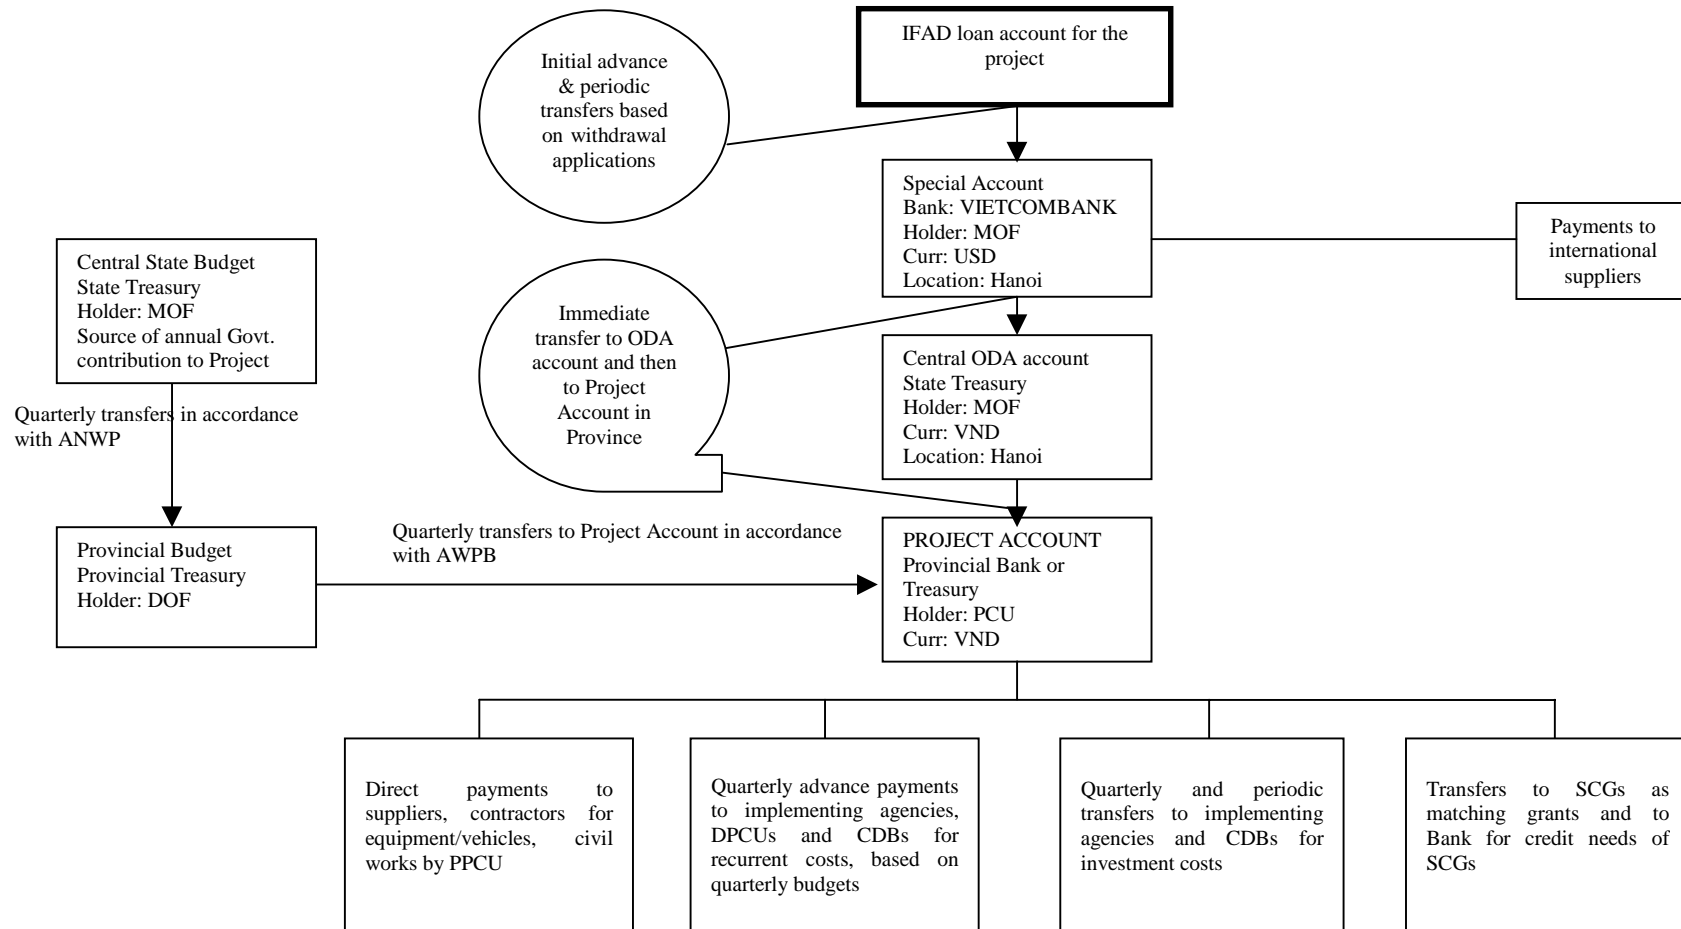 IFAD loan account for the
project
Initial advance
& periodic
transfers based
on withdrawal
applications
Special Account
Bank: VIETCOMBANK
Holder: MOF
Curr: USD
Location: Hanoi
Payments to
international
suppliers
Central State Budget
State Treasury
Holder: MOF
Source of annual Govt.
contribution to Project
Immediate
transfer to ODA
account and then
to Project
Account in
Province
Central ODA account
State Treasury
Holder: MOF
Curr: VND
Location: Hanoi
Quarterly transfers in accordance
with ANWP
Provincial Budget
Provincial Treasury
Holder: DOF
Quarterly transfers to Project Account in accordance
with AWPB
PROJECT ACCOUNT
Provincial Bank or
Treasury
Holder: PCU
Curr: VND
Direct payments to
suppliers, contractors for
equipment/vehicles, civil
works by PPCU
Quarterly advance payments
to implementing agencies,
DPCUs and CDBs for
recurrent costs, based on
quarterly budgets
Quarterly and periodic
transfers to implementing
agencies and CDBs for
investment costs
Transfers to SCGs as
matching grants and to
Bank for credit needs of
SCGs